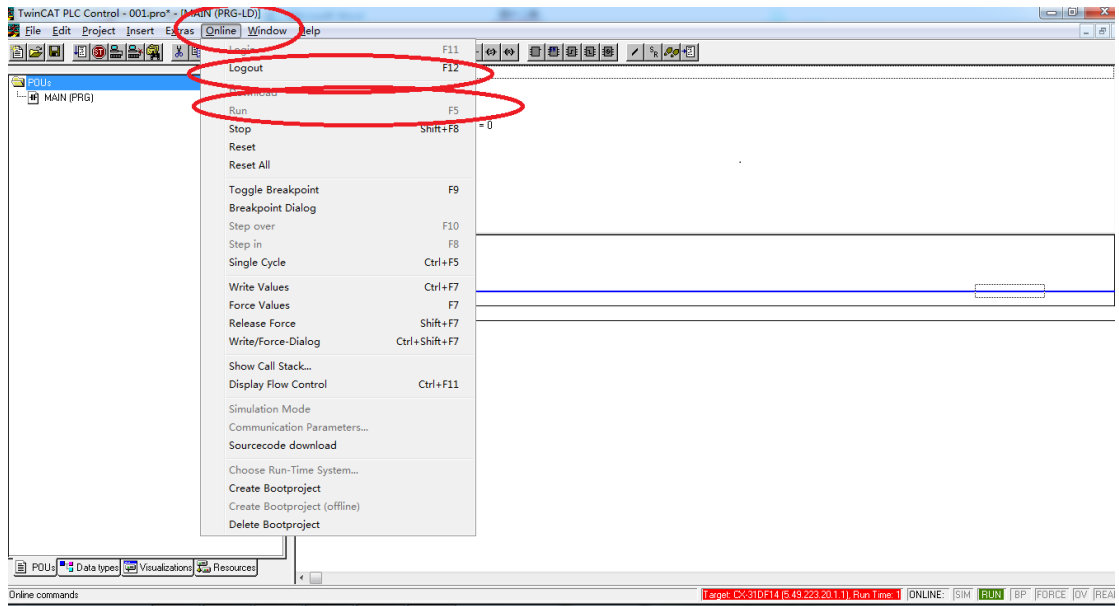 TwinCAT PLC Control - 001.pro* - [MAIN (PRG-LD)]
File Edit Project Insert Extras Online Window Help
Login F11
Logout F12
POUs
MAIN (PRG)
Download
Run F5
= 0
Stop Shift+F8
Reset
Reset All
Toggle Breakpoint F9
Breakpoint Dialog
Step over F10
Step in F8
Single Cycle Ctrl+F5
Write Values Ctrl+F7
Force Values F7
Release Force Shift+F7
Write/Force-Dialog Ctrl+Shift+F7
Show Call Stack...
Display Flow Control Ctrl+F11
Simulation Mode
Communication Parameters...
Sourcecode download
Choose Run-Time System...
Create Bootproject
Create Bootproject (offline)
Delete Bootproject
POUs Data types Visualizations Resources
Online commands Target: CX-31DF14 (5.49.223.20.1.1), Run Time: 1 ONLINE: SIM RUN BP FORCE OV REA